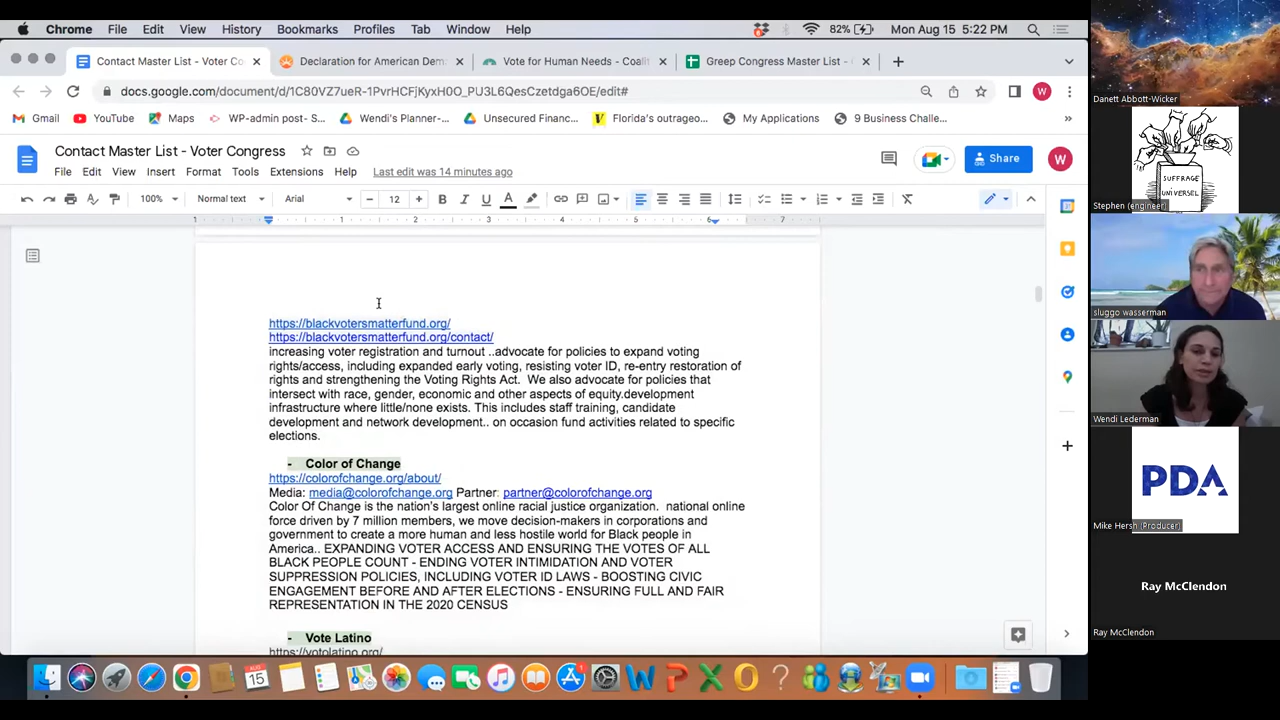 Chrome File Edit View History Bookmarks Profiles Tab Window Help 82% Mon Aug 15 5:22 PM
Contact Master List - Voter Co Declaration for American Dem Vote for Human Needs - Coalit Greep Congress Master List -
docs.google.com/document/d/1C80VZ7ueR-1PvrHCFjKyxH0O_PU3L6QesCzetdga6OE/edit#
Gmail YouTube Maps WP-admin post- S... Wendi's Planner-... Unsecured Financ... Florida's outrageo... My Applications 9 Business Challe...
Contact Master List - Voter Congress
Share
W
File Edit View Insert Format Tools Extensions Help Last edit was 14 minutes ago
100% Normal text Arial 12
1 1 2 3 4 5 6 7
https://blackvotersmatterfund.org/
https://blackvotersmatterfund.org/contact/
increasing voter registration and turnout ..advocate for policies to expand voting
rights/access, including expanded early voting, resisting voter ID, re-entry restoration of
rights and strengthening the Voting Rights Act. We also advocate for policies that
intersect with race, gender, economic and other aspects of equity.development
infrastructure where little/none exists. This includes staff training, candidate
development and network development.. on occasion fund activities related to specific
elections.
- Color of Change
https://colorofchange.org/about/
Media: media@colorofchange.org Partner: partner@colorofchange.org
Color Of Change is the nation's largest online racial justice organization. national online
force driven by 7 million members, we move decision-makers in corporations and
government to create a more human and less hostile world for Black people in
America.. EXPANDING VOTER ACCESS AND ENSURING THE VOTES OF ALL
BLACK PEOPLE COUNT - ENDING VOTER INTIMIDATION AND VOTER
SUPPRESSION POLICIES, INCLUDING VOTER ID LAWS - BOOSTING CIVIC
ENGAGEMENT BEFORE AND AFTER ELECTIONS - ENSURING FULL AND FAIR
REPRESENTATION IN THE 2020 CENSUS
- Vote Latino
https://votolatino.org/
AUG
15
Danett Abbott-Wicker
SUFFRAGE
UNIVERSEL
Stephen (engineer)
sluggo wasserman
Wendi Lederman
PDA
Mike Hersh (Producer)
Ray McClendon
Ray McClendon